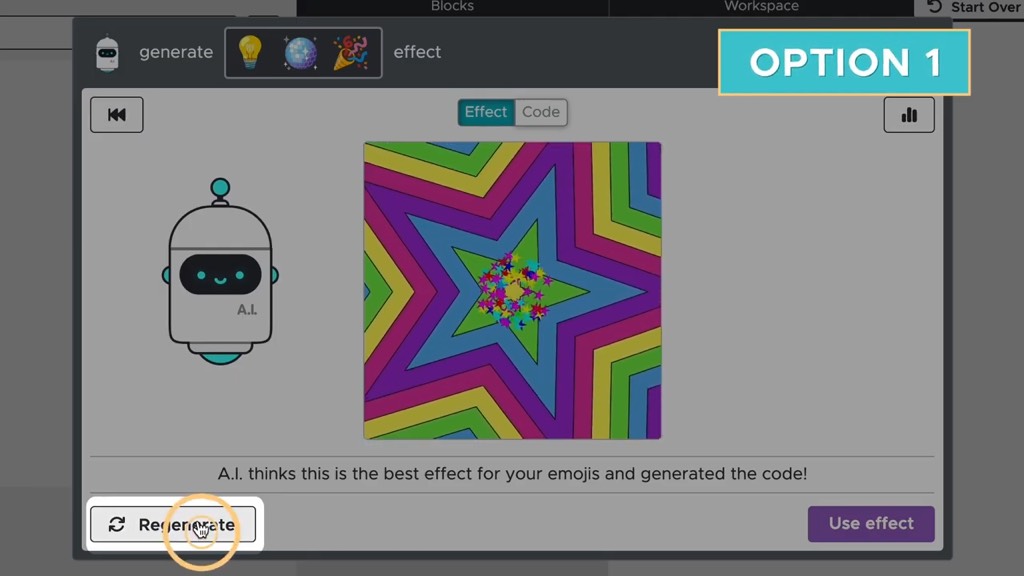 Blocks
Workspace
Start Over
generate
effect
OPTION 1
Effect
Code
A.I.
A.I. thinks this is the best effect for your emojis and generated the code!
Regenerate
Use effect